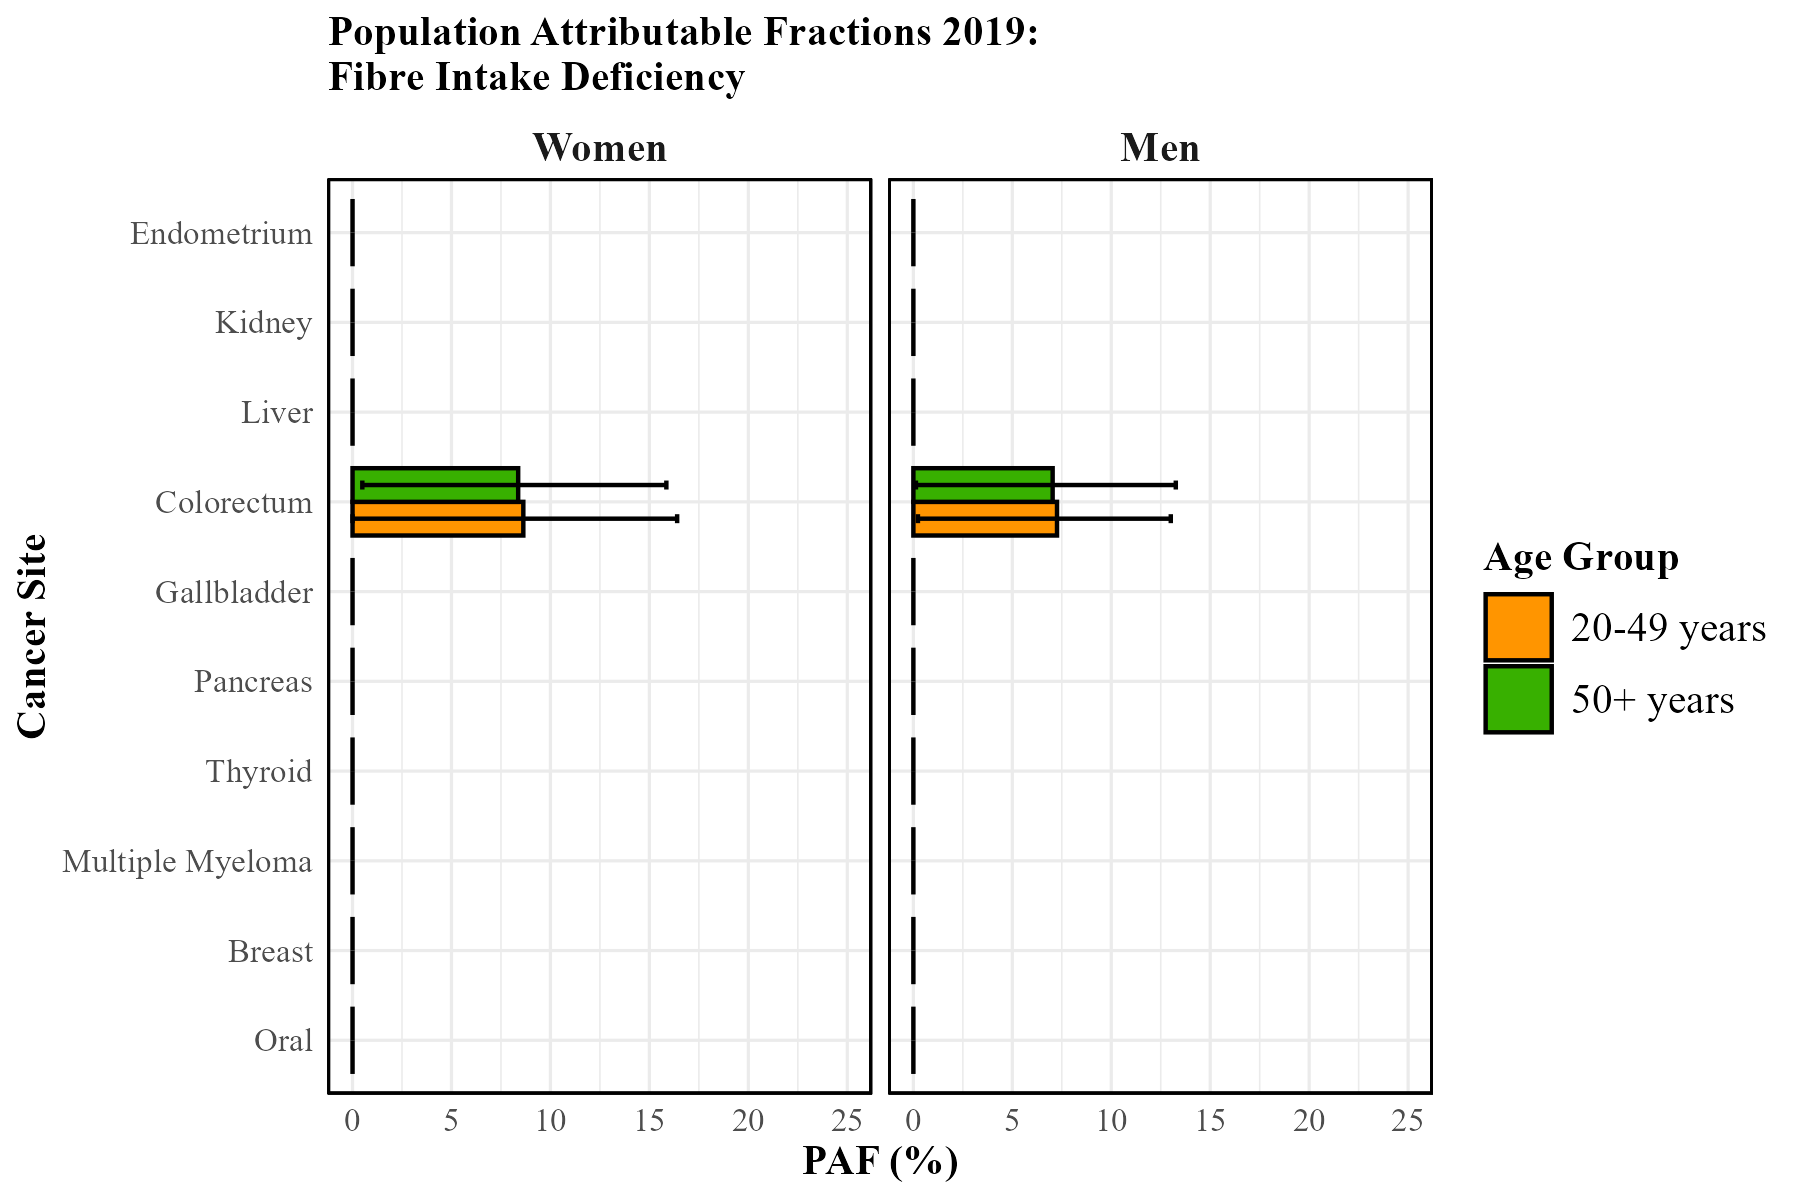 Population Attributable Fractions 2019:
Fibre Intake Deficiency
Women
Men
Cancer Site
Endometrium
Kidney
Liver
Colorectum
Gallbladder
Pancreas
Thyroid
Multiple Myeloma
Breast
Oral
0 5 10 15 20 25
0 5 10 15 20 25
PAF (%)
Age Group
20-49 years
50+ years